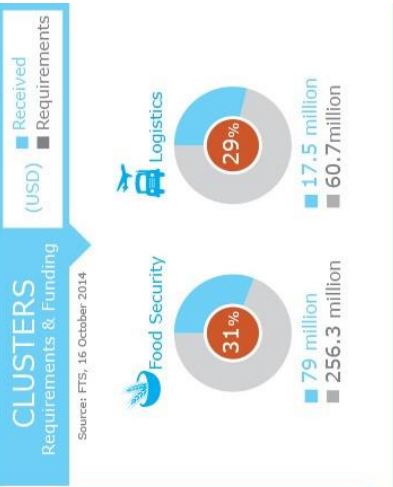 CLUSTERS
Requirements & Funding
(USD)
Received
Requirements
Source: FTS, 16 October 2014
Food Security
31%
79 million
256.3 million
Logistics
29%
17.5 million
60.7million